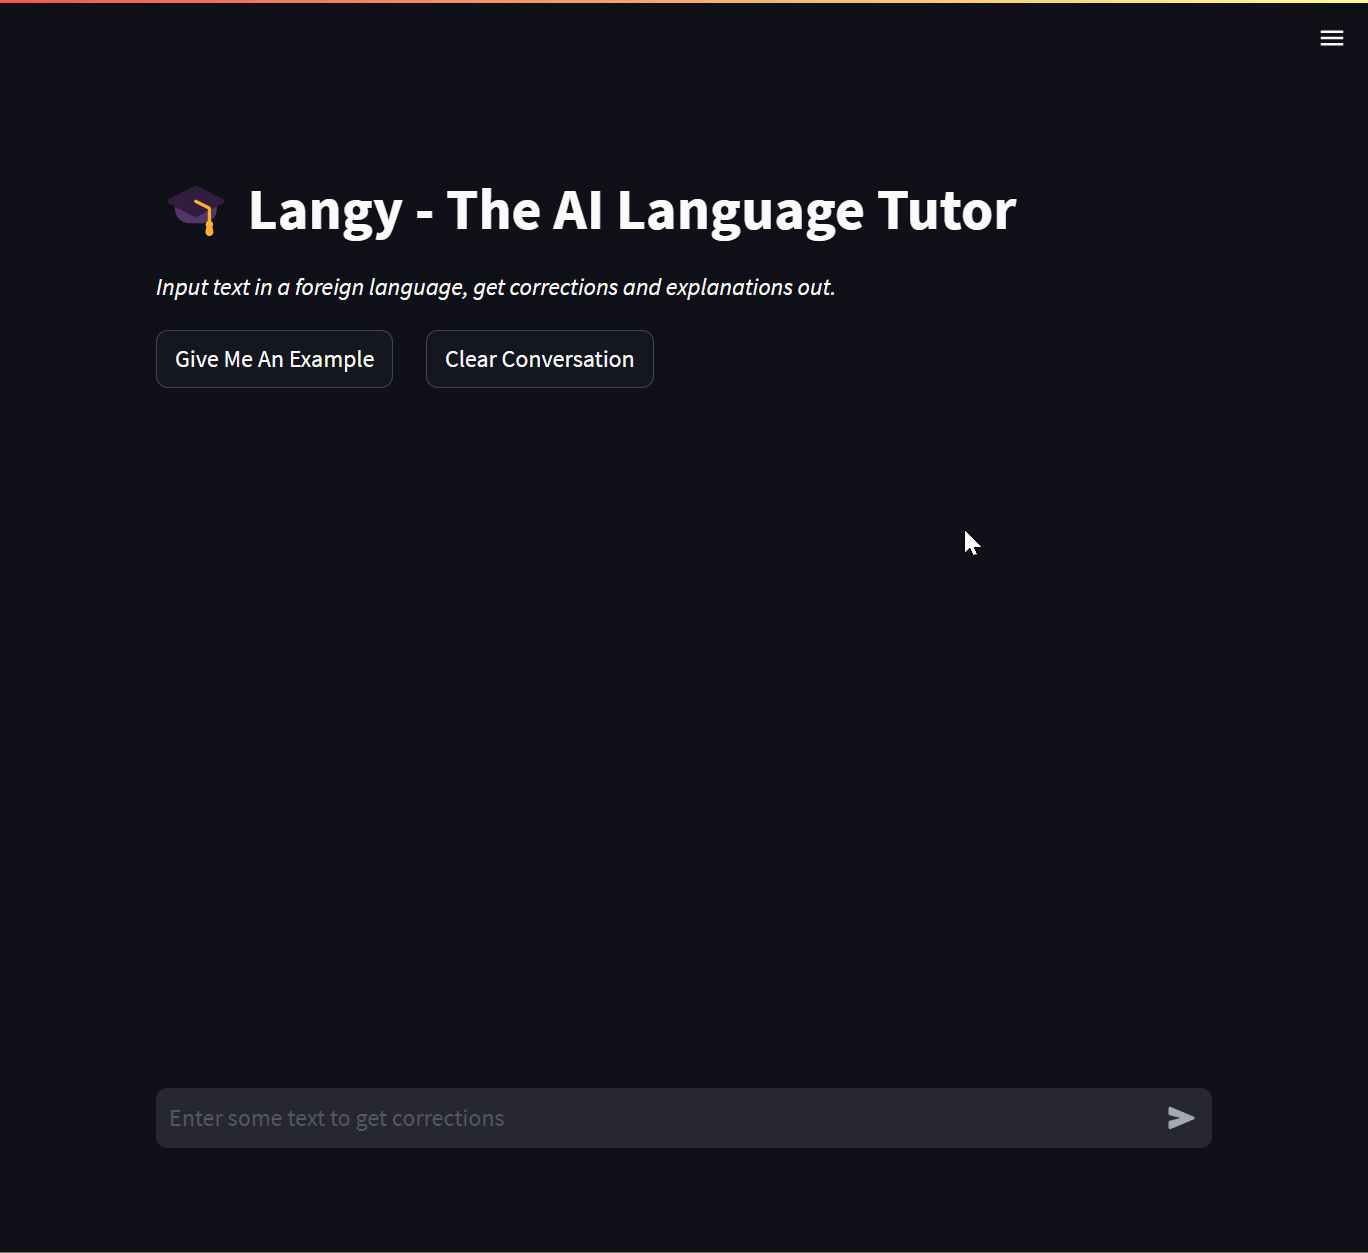 Langy - The AI Language Tutor
Input text in a foreign language, get corrections and explanations out.
Give Me An Example
Clear Conversation
Enter some text to get corrections